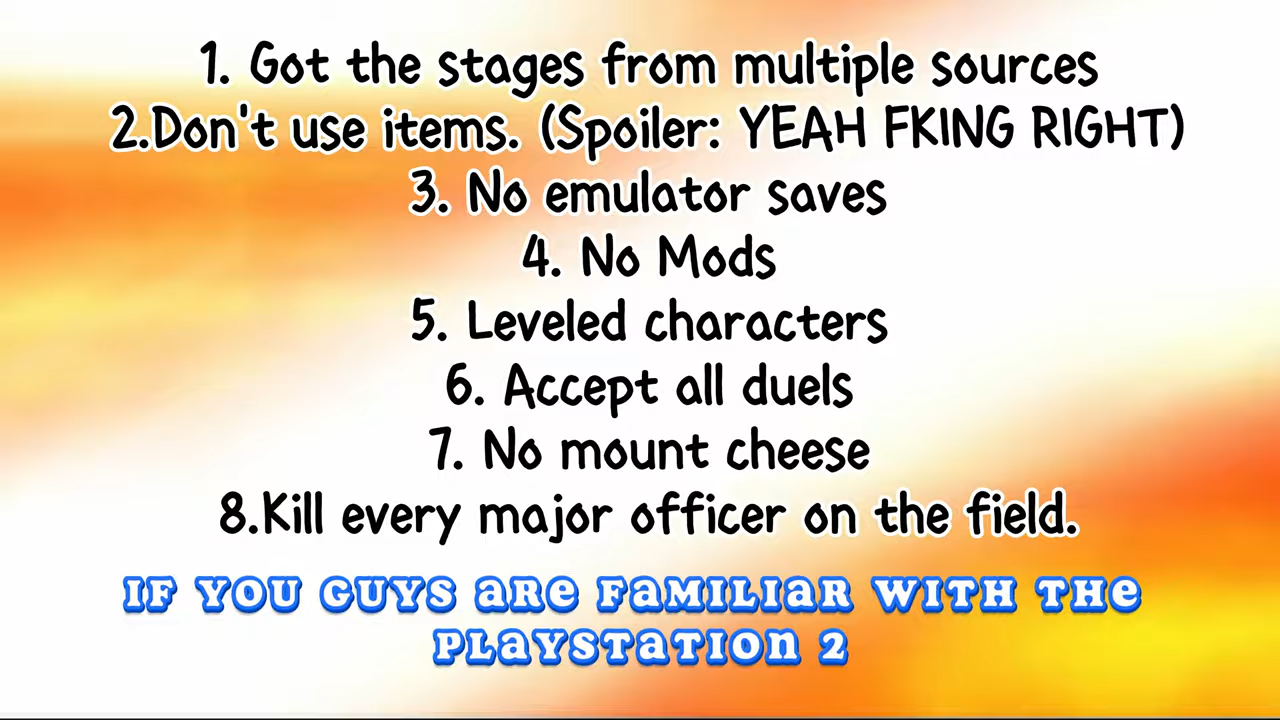 1. Got the stages from multiple sources
2.Don't use items. (Spoiler: YEAH FKING RIGHT)
3. No emulator saves
4. No Mods
5. Leveled characters
6. Accept all duels
7. No mount cheese
8.Kill every major officer on the field.
IF YOU GUYS ARE FAMILIAR WITH THE
PLAYSTATION 2